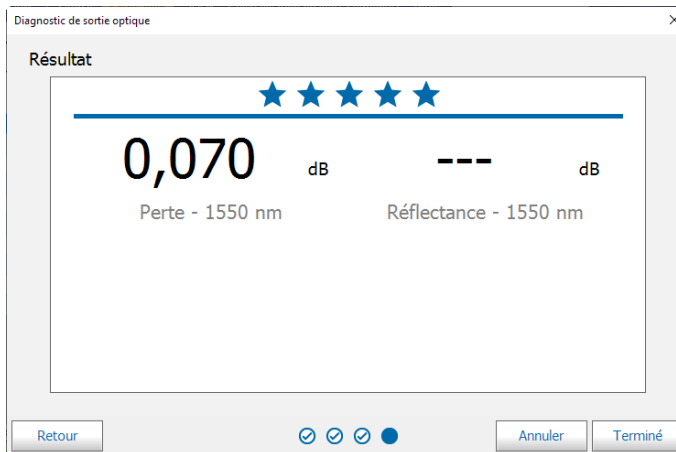 Diagnostic de sortie optique
Résultat
0,070 dB --- dB
Perte - 1550 nm Réflectance - 1550 nm
Retour Annuler Terminé